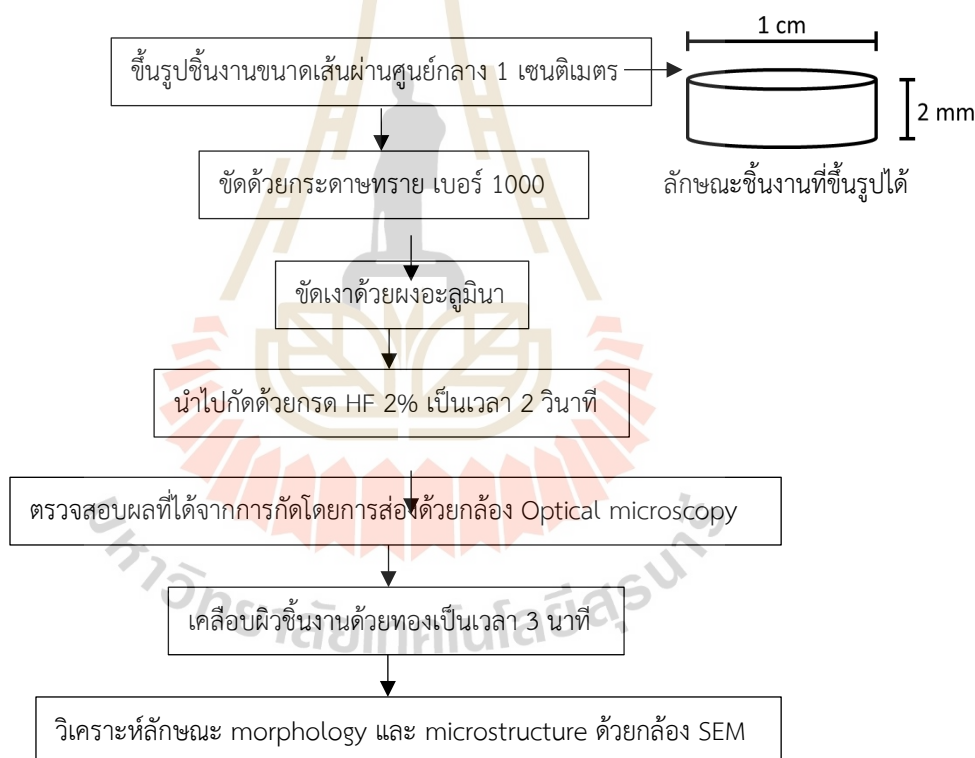 1 cm
ขึ้นรูปชิ้นงานขนาดเส้นผ่านศูนย์กลาง 1 เซนติเมตร
2 mm
ขัดด้วยกระดาษทราย เบอร์ 1000
ลักษณะชิ้นงานที่ขึ้นรูปได้
ขัดเงาด้วยผงอะลูมินา
นำไปกัดด้วยกรด HF 2% เป็นเวลา 2 วินาที
ตรวจสอบผลที่ได้จากการกัดโดยการส่องด้วยกล้อง Optical microscopy
เคลือบผิวชิ้นงานด้วยทองเป็นเวลา 3 นาที
วิเคราะห์ลักษณะ morphology และ microstructure ด้วยกล้อง SEM